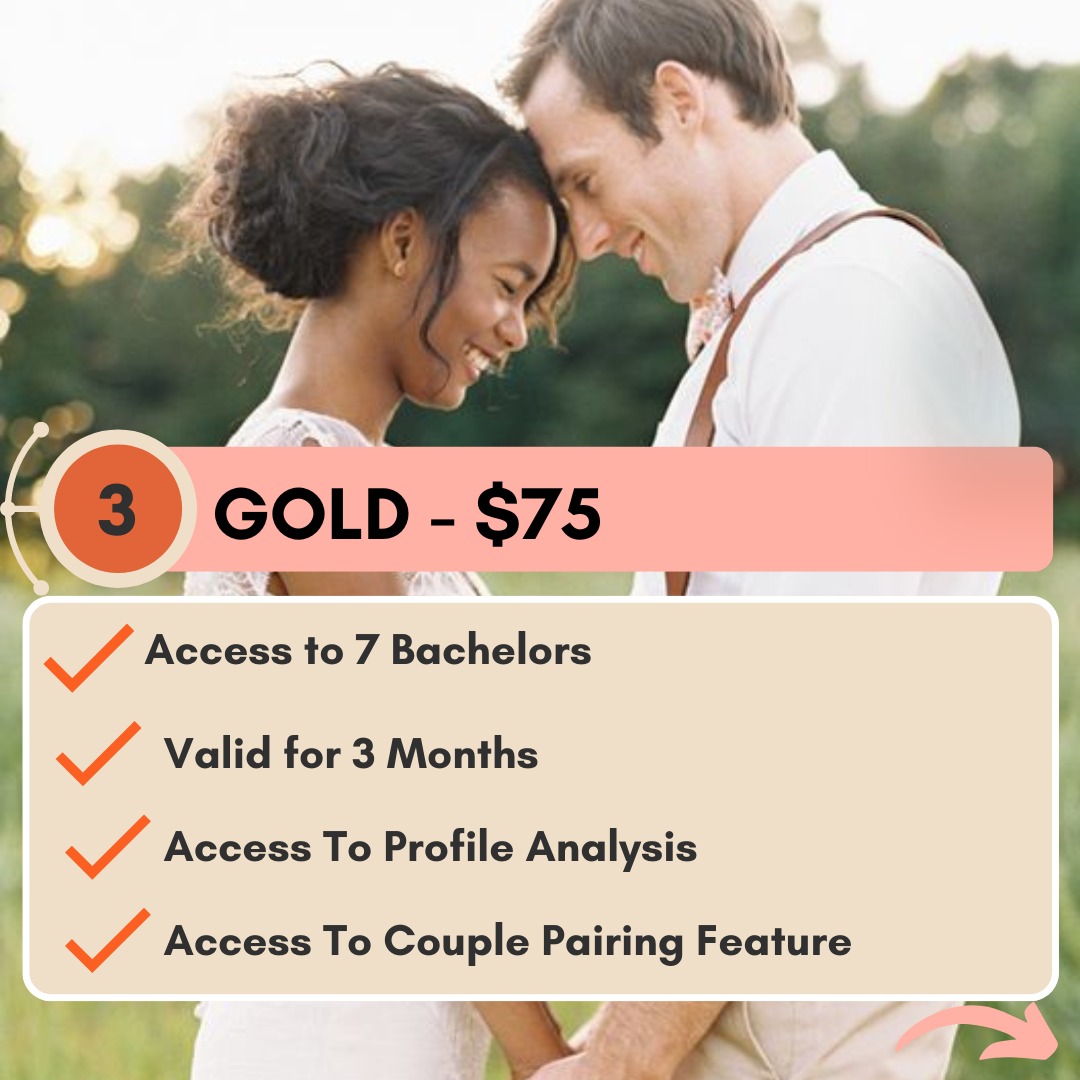 3
GOLD - $75
Access to 7 Bachelors
Valid for 3 Months
Access To Profile Analysis
Access To Couple Pairing Feature